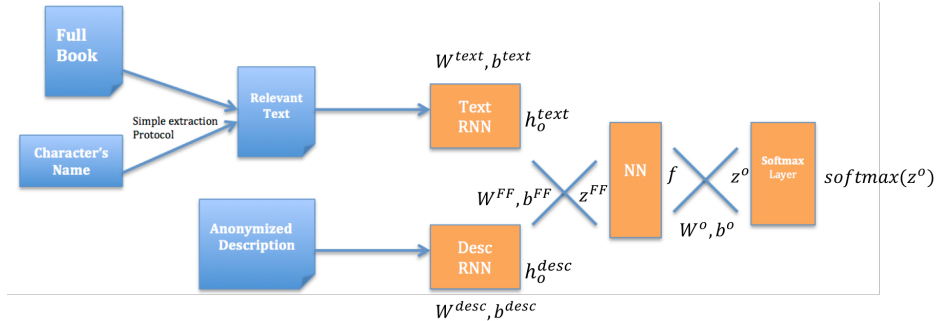 Full
Book
Character's
Name
Simple extraction
Protocol
Relevant
Text
Anonymized
Description
W^{text}, b^{text}
Text
RNN
h_o^{text}
Desc
RNN
h_o^{desc}
W^{desc}, b^{desc}
W^{FF}, b^{FF}
z^{FF}
NN
f
W^o, b^o
z^o
Softmax
Layer
softmax(z^o)